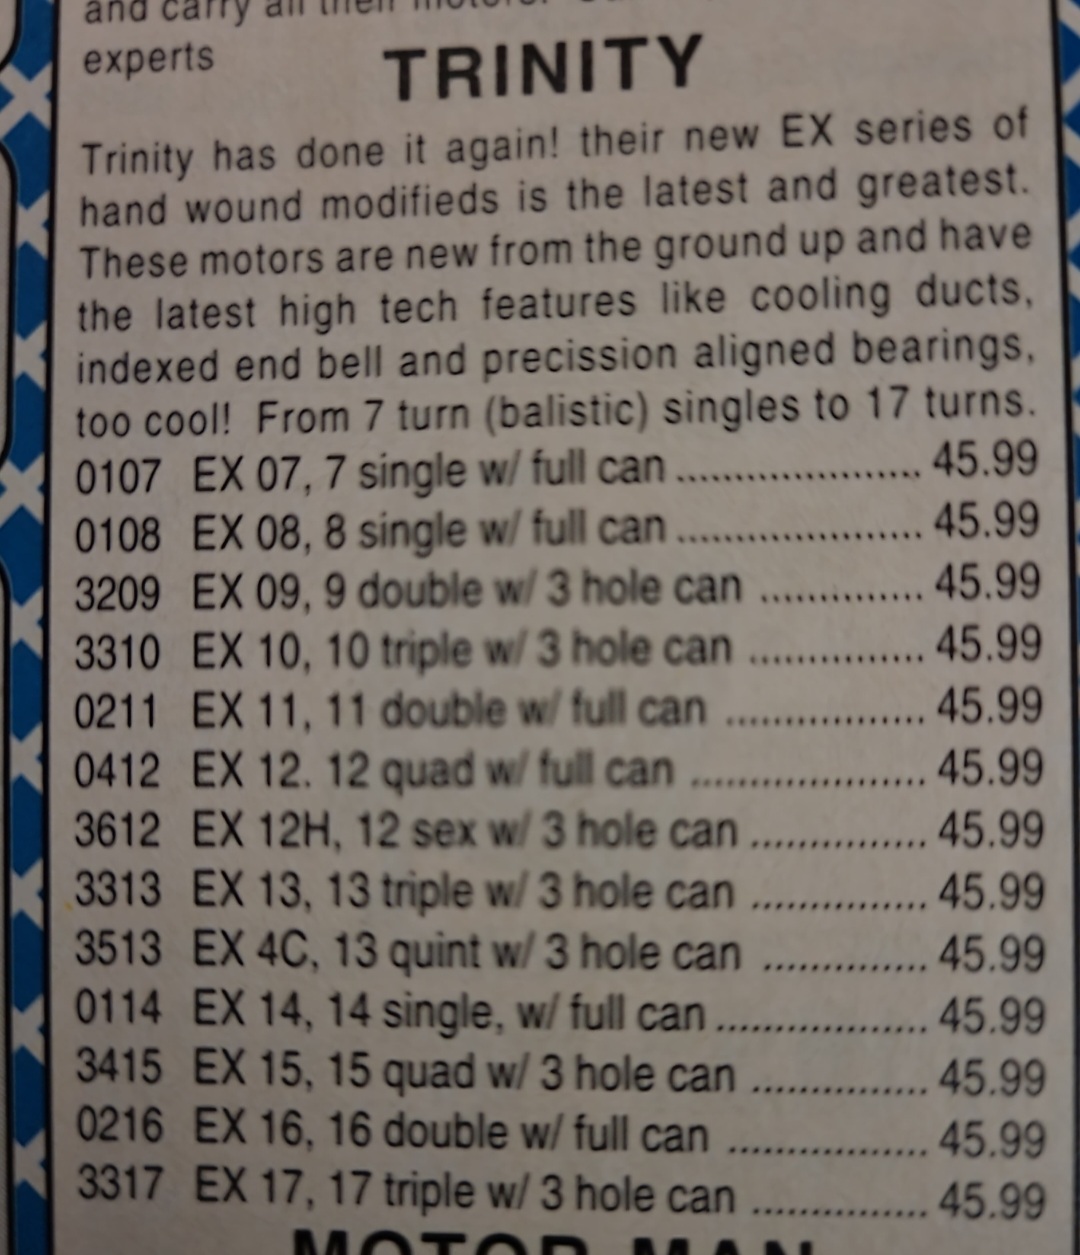 and carry all their motors.
experts
TRINITY
Trinity has done it again! their new EX series of
hand wound modifieds is the latest and greatest.
These motors are new from the ground up and have
the latest high tech features like cooling ducts,
indexed end bell and precission aligned bearings,
too cool! From 7 turn (balistic) singles to 17 turns.
0107 EX 07, 7 single w/ full can ..................... 45.99
0108 EX 08, 8 single w/ full can ..................... 45.99
3209 EX 09, 9 double w/ 3 hole can .............. 45.99
3310 EX 10, 10 triple w/ 3 hole can ............... 45.99
0211 EX 11, 11 double w/ full can ................. 45.99
0412 EX 12. 12 quad w/ full can .................... 45.99
3612 EX 12H, 12 sex w/ 3 hole can ............... 45.99
3313 EX 13, 13 triple w/ 3 hole can ............... 45.99
3513 EX 4C, 13 quint w/ 3 hole can .............. 45.99
0114 EX 14, 14 single, w/ full can .................. 45.99
3415 EX 15, 15 quad w/ 3 hole can ............... 45.99
0216 EX 16, 16 double w/ full can ................. 45.99
3317 EX 17, 17 triple w/ 3 hole can ............... 45.99
MOTOR MAN